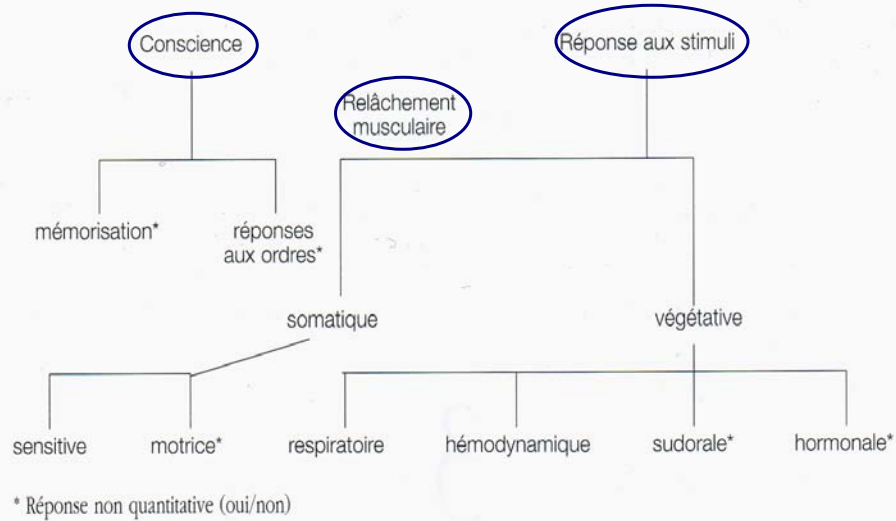 Conscience
Réponse aux stimuli
Relâchement
musculaire
mémorisation*
réponses
aux ordres*
somatique
végétative
sensitive
motrice*
respiratoire
hémodynamique
sudorale*
hormonale*
* Réponse non quantitative (oui/non)